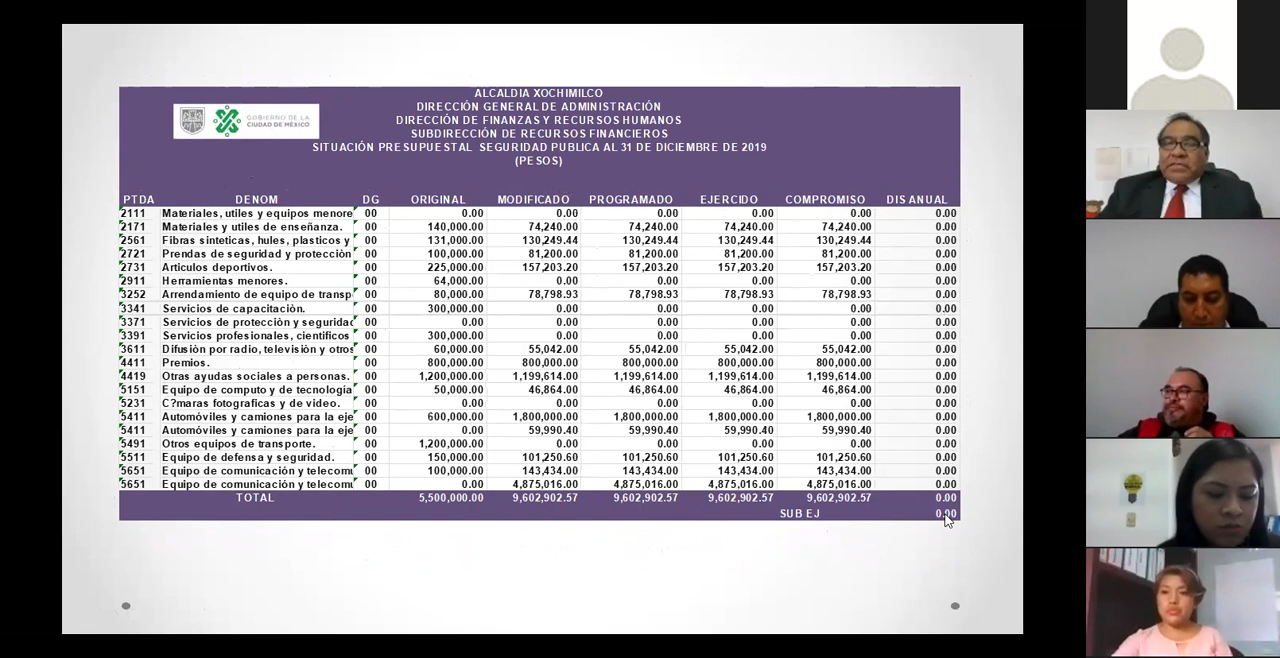 ALCALDIA XOCHIMILCO
DIRECCIÓN GENERAL DE ADMINISTRACIÓN
GOBIERNO DE LA
CIUDAD DE MÉXICO
DIRECCIÓN DE FINANZAS Y RECURSOS HUMANOS
SUBDIRECCIÓN DE RECURSOS FINANCIEROS
SITUACIÓN PRESUPUESTAL SEGURIDAD PUBLICA AL 31 DE DICIEMBRE DE 2019
(PESOS)
PTDA DENOM DG ORIGINAL MODIFICADO PROGRAMADO EJERCIDO COMPROMISO DIS ANUAL
2111 Materiales, utiles y equipos menore 00 0.00 0.00 0.00 0.00 0.00 0.00
2171 Materiales y utiles de enseñanza. 00 140,000.00 74,240.00 74,240.00 74,240.00 74,240.00 0.00
2561 Fibras sinteticas, hules, plasticos y 00 131,000.00 130,249.44 130,249.44 130,249.44 130,249.44 0.00
2721 Prendas de seguridad y protecciòn 00 100,000.00 81,200.00 81,200.00 81,200.00 81,200.00 0.00
2731 Articulos deportivos. 00 225,000.00 157,203.20 157,203.20 157,203.20 157,203.20 0.00
2911 Herramientas menores. 00 64,000.00 0.00 0.00 0.00 0.00 0.00
3252 Arrendamiento de equipo de transp 00 80,000.00 78,798.93 78,798.93 78,798.93 78,798.93 0.00
3341 Servicios de capacitaciòn. 00 300,000.00 0.00 0.00 0.00 0.00 0.00
3371 Servicios de protecciòn y seguridad 00 0.00 0.00 0.00 0.00 0.00 0.00
3391 Servicios profesionales, cientificos 00 300,000.00 0.00 0.00 0.00 0.00 0.00
3611 Difusiòn por radio, televisiòn y otros 00 60,000.00 55,042.00 55,042.00 55,042.00 55,042.00 0.00
4411 Premios. 00 800,000.00 800,000.00 800,000.00 800,000.00 800,000.00 0.00
4419 Otras ayudas sociales a personas. 00 1,200,000.00 1,199,614.00 1,199,614.00 1,199,614.00 1,199,614.00 0.00
5151 Equipo de computo y de tecnologia 00 50,000.00 46,864.00 46,864.00 46,864.00 46,864.00 0.00
5231 C?maras fotograficas y de video. 00 0.00 0.00 0.00 0.00 0.00 0.00
5411 Automóviles y camiones para la eje 00 600,000.00 1,800,000.00 1,800,000.00 1,800,000.00 1,800,000.00 0.00
5411 Automóviles y camiones para la eje 00 0.00 59,990.40 59,990.40 59,990.40 59,990.40 0.00
5491 Otros equipos de transporte. 00 1,200,000.00 0.00 0.00 0.00 0.00 0.00
5511 Equipo de defensa y seguridad. 00 150,000.00 101,250.60 101,250.60 101,250.60 101,250.60 0.00
5651 Equipo de comunicación y telecomu 00 100,000.00 143,434.00 143,434.00 143,434.00 143,434.00 0.00
5651 Equipo de comunicación y telecomu 00 0.00 4,875,016.00 4,875,016.00 4,875,016.00 4,875,016.00 0.00
TOTAL 5,500,000.00 9,602,902.57 9,602,902.57 9,602,902.57 9,602,902.57 0.00
SUB EJ 0.00